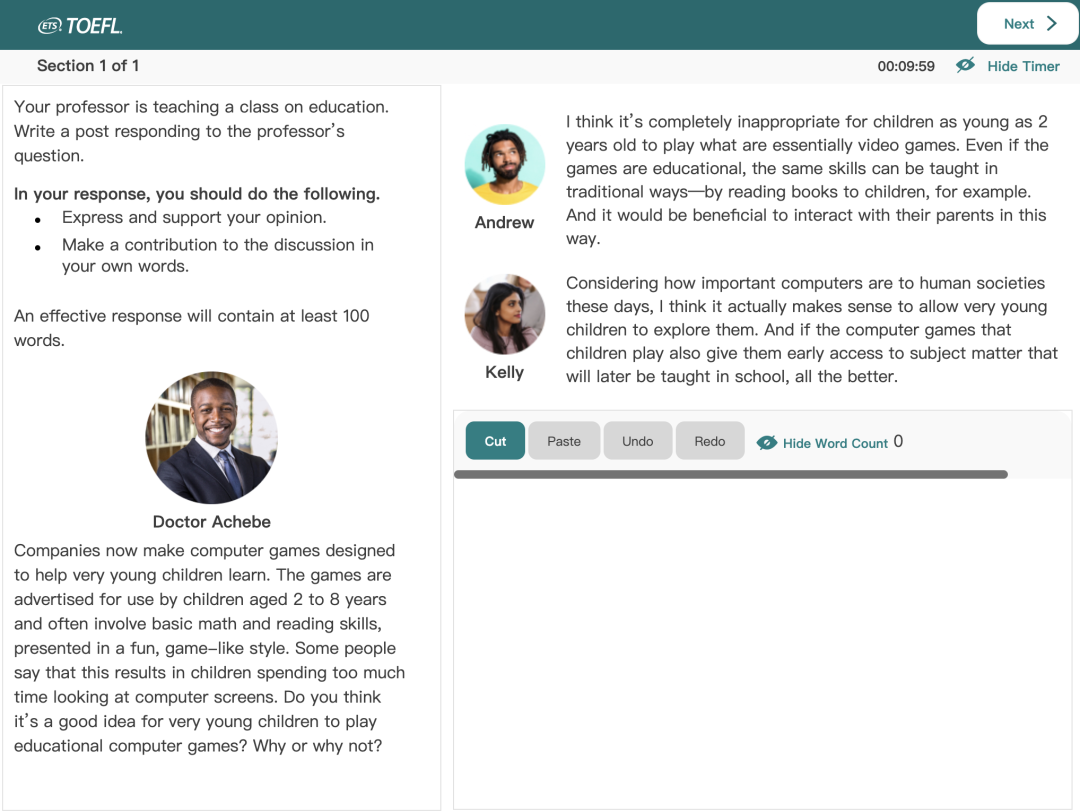 ETS TOEFL.
Next
Section 1 of 1
00:09:59
Hide Timer
Your professor is teaching a class on education.
Write a post responding to the professor's
question.
In your response, you should do the following.
• Express and support your opinion.
• Make a contribution to the discussion in
your own words.
An effective response will contain at least 100
words.
Doctor Achebe
Companies now make computer games designed
to help very young children learn. The games are
advertised for use by children aged 2 to 8 years
and often involve basic math and reading skills,
presented in a fun, game-like style. Some people
say that this results in children spending too much
time looking at computer screens. Do you think
it's a good idea for very young children to play
educational computer games? Why or why not?
I think it's completely inappropriate for children as young as 2
years old to play what are essentially video games. Even if the
games are educational, the same skills can be taught in
traditional ways—by reading books to children, for example.
And it would be beneficial to interact with their parents in this
way.
Andrew
Considering how important computers are to human societies
these days, I think it actually makes sense to allow very young
children to explore them. And if the computer games that
children play also give them early access to subject matter that
will later be taught in school, all the better.
Kelly
Cut
Paste
Undo
Redo
Hide Word Count 0